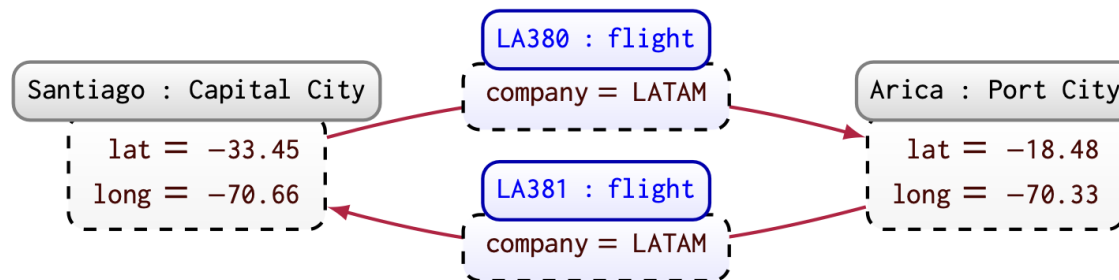 LA380 : flight
company = LATAM
Santiago : Capital City
lat = −33.45
long = −70.66
Arica : Port City
lat = −18.48
long = −70.33
LA381 : flight
company = LATAM